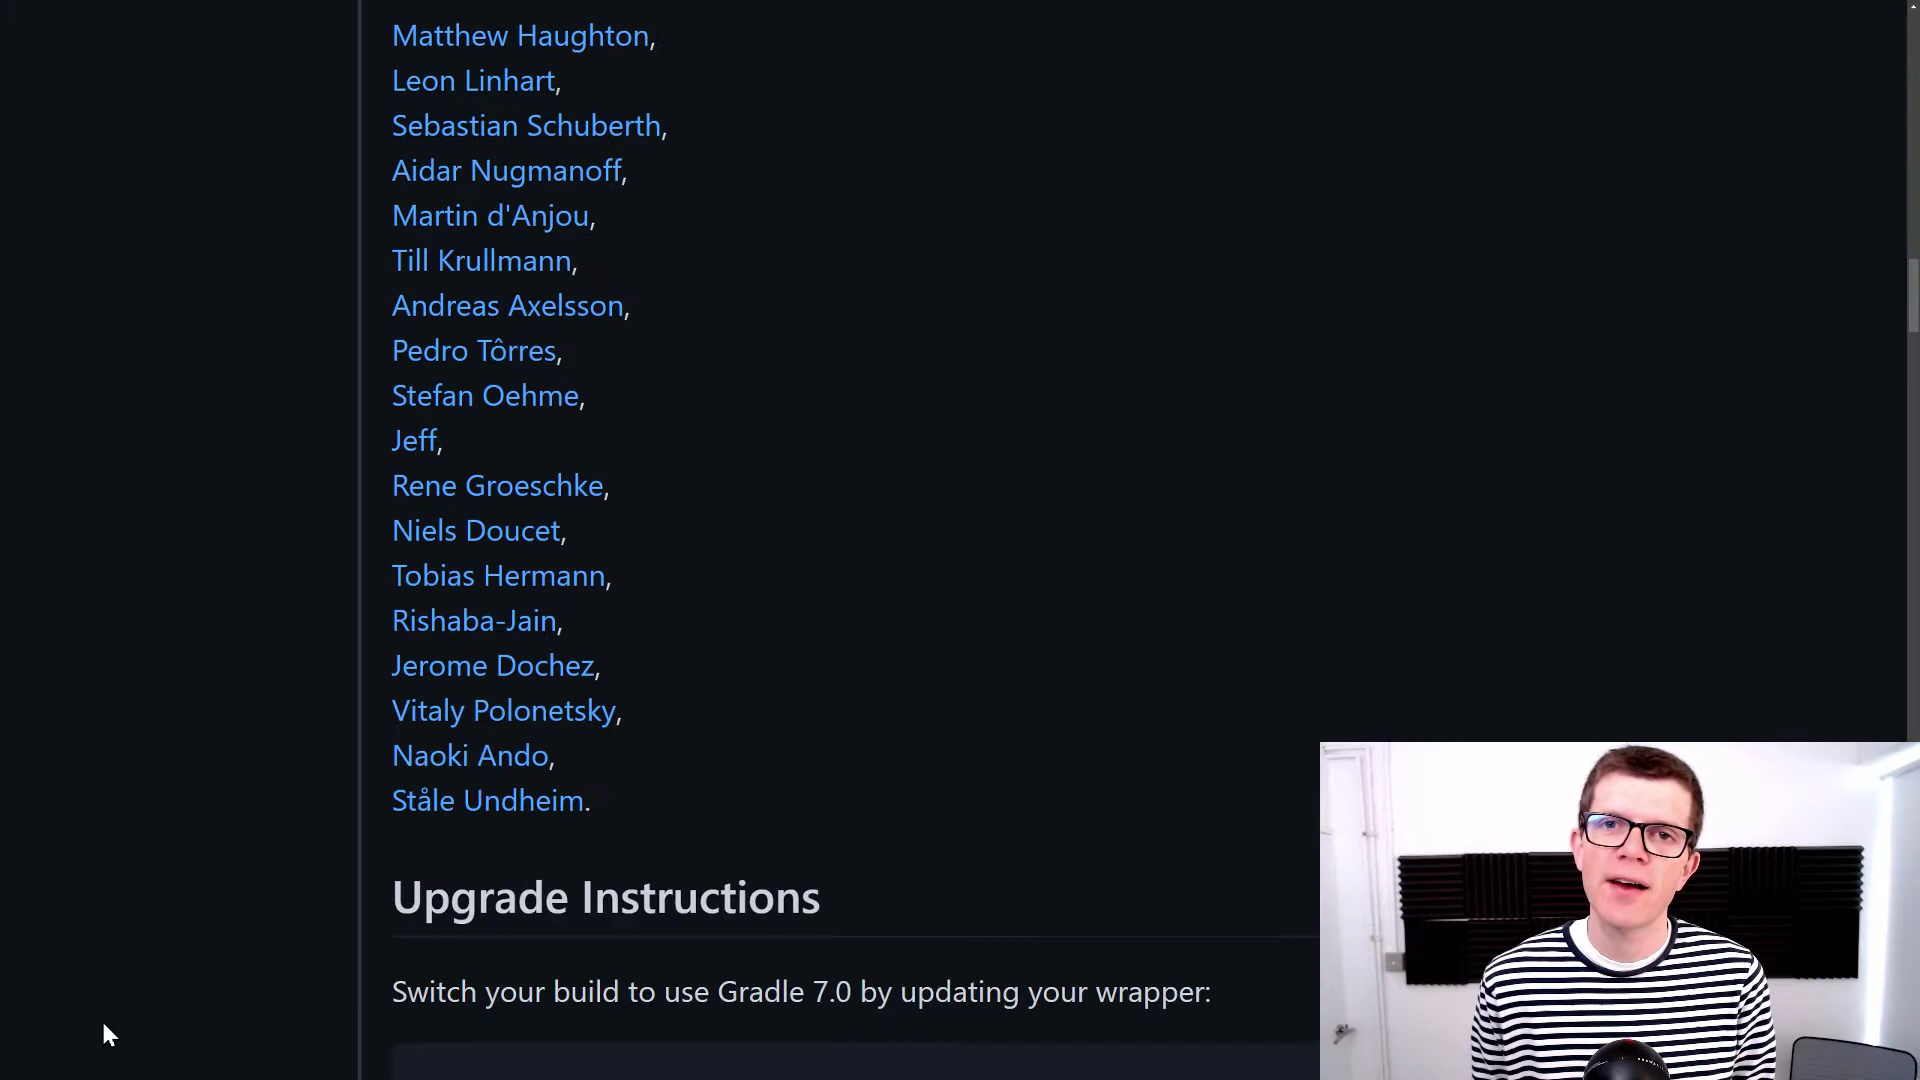 Matthew Haughton,
Leon Linhart,
Sebastian Schuberth,
Aidar Nugmanoff,
Martin d'Anjou,
Till Krullmann,
Andreas Axelsson,
Pedro Tôrres,
Stefan Oehme,
Jeff,
Rene Groeschke,
Niels Doucet,
Tobias Hermann,
Rishaba-Jain,
Jerome Dochez,
Vitaly Polonetsky,
Naoki Ando,
Ståle Undheim.
Upgrade Instructions
Switch your build to use Gradle 7.0 by updating your wrapper: